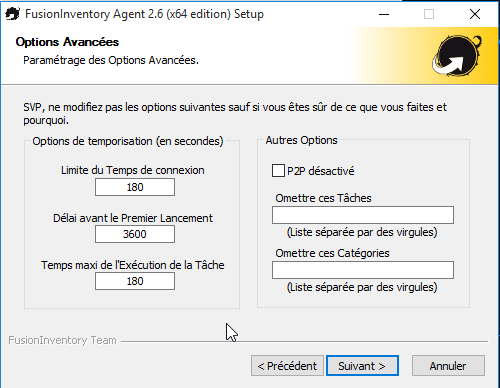 FusionInventory Agent 2.6 (x64 edition) Setup
Options Avancées
Paramétrage des Options Avancées.
SVP, ne modifiez pas les options suivantes sauf si vous êtes sûr de ce que vous faites et
pourquoi.
Options de temporisation (en secondes)
Limite du Temps de connexion
180
Délai avant le Premier Lancement
3600
Temps maxi de l'Exécution de la Tâche
180
Autres Options
P2P désactivé
Omettre ces Tâches
(Liste séparée par des virgules)
Omettre ces Catégories
(Liste séparée par des virgules)
FusionInventory Team
< Précédent
Suivant >
Annuler